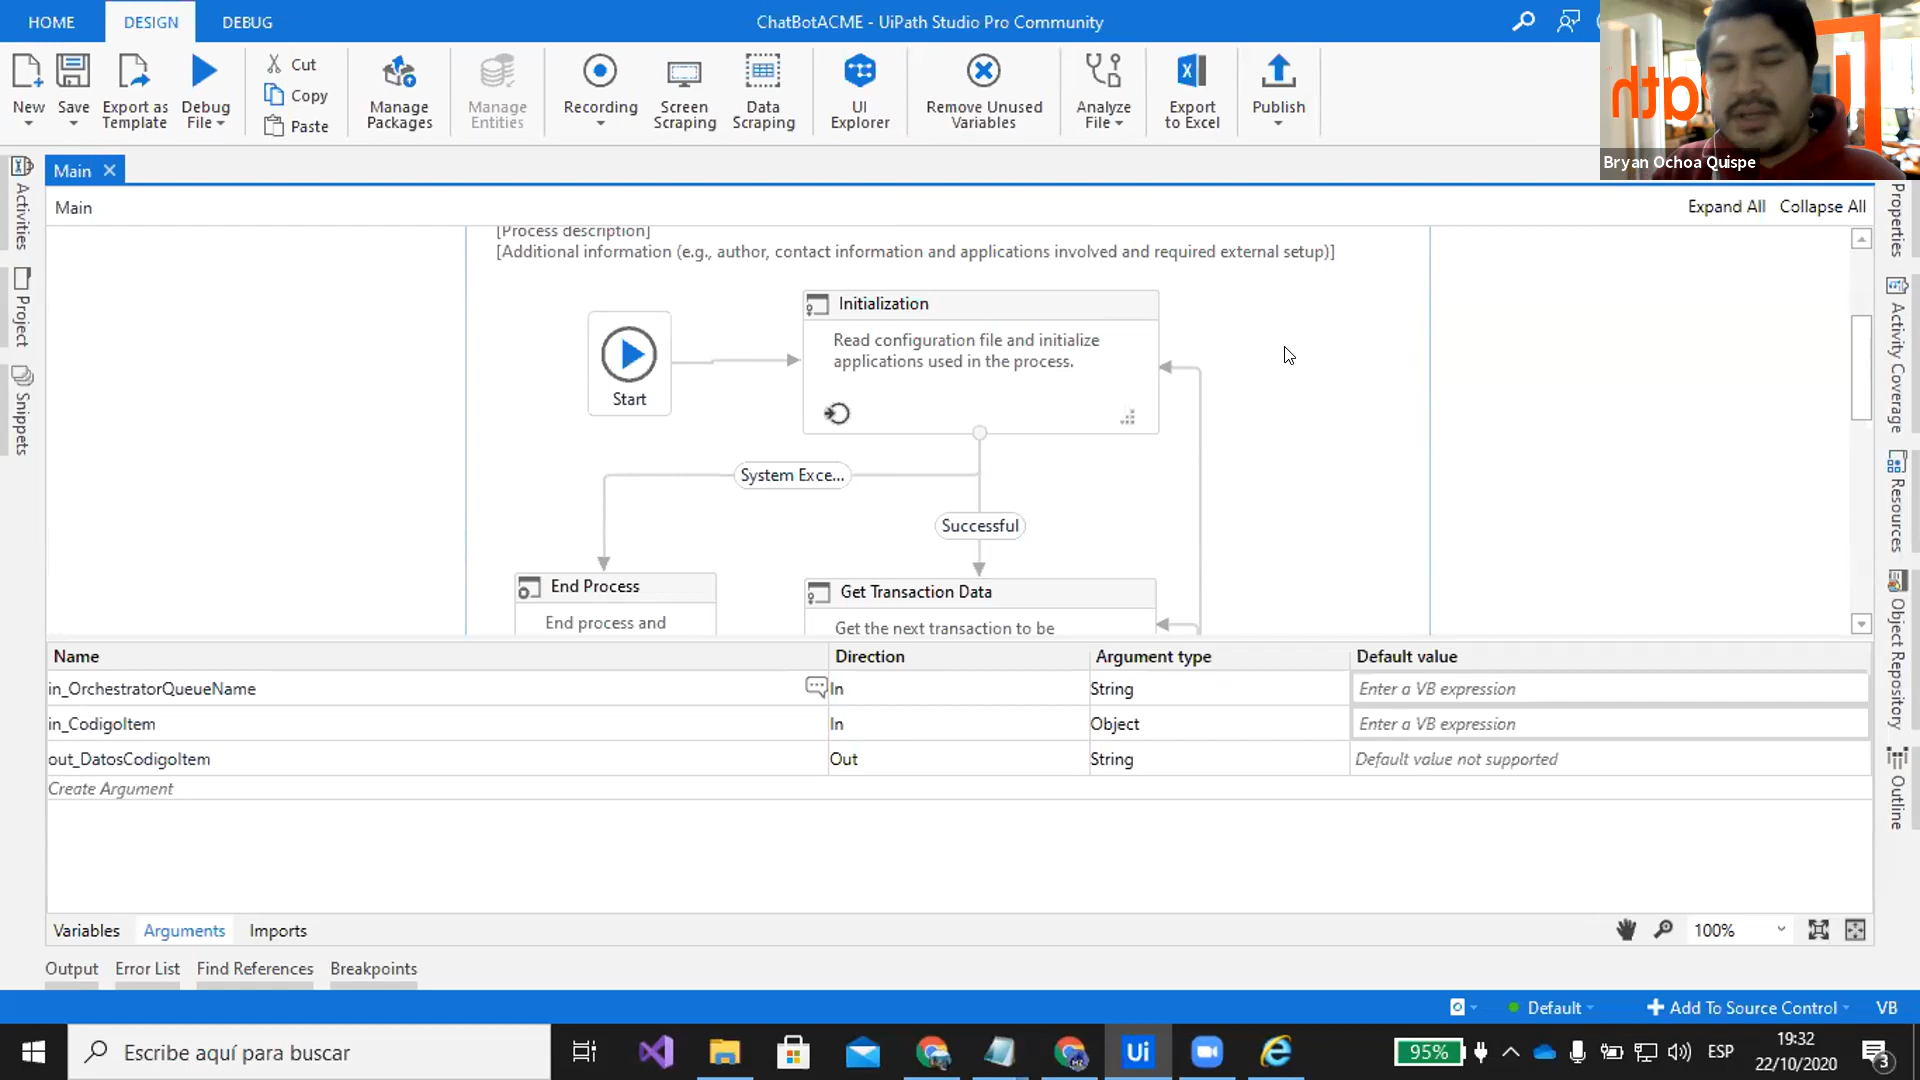 HOME
DESIGN
DEBUG
ChatBotACME - UiPath Studio Pro Community
New
Save
Export as Template
Debug File
Cut
Copy
Paste
Manage Packages
Manage Entities
Recording
Screen Scraping
Data Scraping
UI Explorer
Remove Unused Variables
Analyze File
Export to Excel
Publish
Bryan Ochoa Quispe
Main
Main
Expand All
Collapse All
Activities
Project
Snippets
[Process description]
[Additional information (e.g., author, contact information and applications involved and required external setup)]
Start
Initialization
Read configuration file and initialize
applications used in the process.
System Exce...
Successful
End Process
End process and
Get Transaction Data
Get the next transaction to be
Properties
Activity Coverage
Resources
Object Repository
Outline
Name Direction Argument type Default value
in_OrchestratorQueueName In String Enter a VB expression
in_CodigoItem In Object Enter a VB expression
out_DatosCodigoItem Out String Default value not supported
Create Argument
Variables Arguments Imports
100%
Output Error List Find References Breakpoints
Default
Add To Source Control
VB
Escribe aquí para buscar
Ui
95%
ESP
19:32
22/10/2020
3